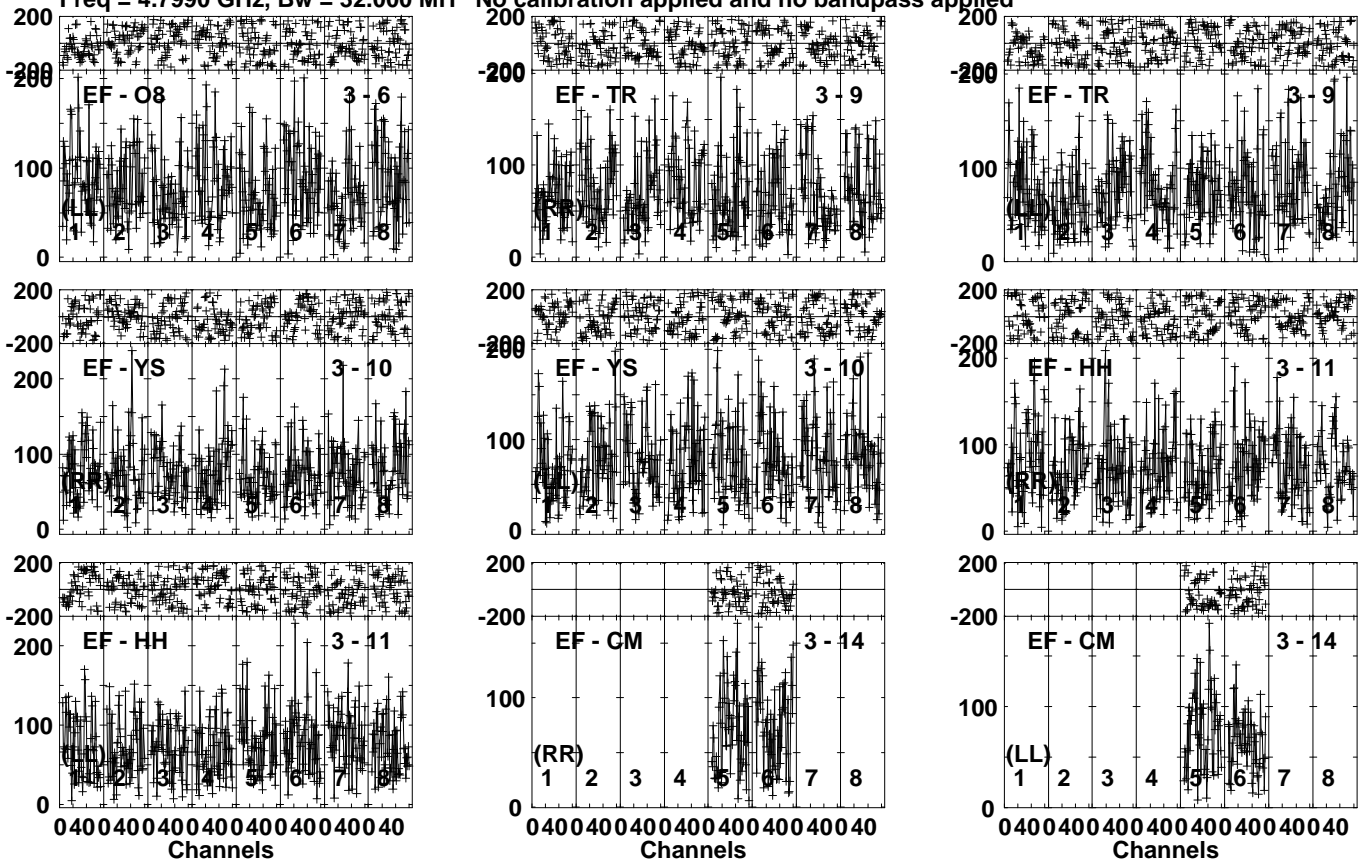 Freq = 4.7990 GHz, Bw = 32.000 MH No calibration applied and no bandpass applied
200 200 200
-200 -200 -200
200 200 200
EF - O8 3 - 6 EF - TR 3 - 9 EF - TR 3 - 9
100 100 100
(LL) (RR) (LL)
1 2 3 4 5 6 7 8 1 2 3 4 5 6 7 8 1 2 3 4 5 6 7 8
0 0 0
200 200 200
-200 -200 -200
200 200
EF - YS 3 - 10 EF - YS 3 - 10 EF - HH 3 - 11
200
100 100 100
(RR) (LL) (RR)
1 2 3 4 5 6 7 8 1 2 3 4 5 6 7 8 1 2 3 4 5 6 7 8
0 0 0
200 200 200
-200 -200 -200
EF - HH 3 - 11 EF - CM 3 - 14 EF - CM 3 - 14
200
100 100 100
(LL) (RR) (LL)
1 2 3 4 5 6 7 8 1 2 3 4 5 6 7 8 1 2 3 4 5 6 7 8
0 0 0
0 40 0 40 0 40 0 40 0 40 0 40 0 40 0 40 0 40 0 40 0 40 0 40 0 40 0 40 0 40 0 40 0 40 0 40 0 40 0 40 0 40 0 40 0 40 0 40
Channels Channels Channels